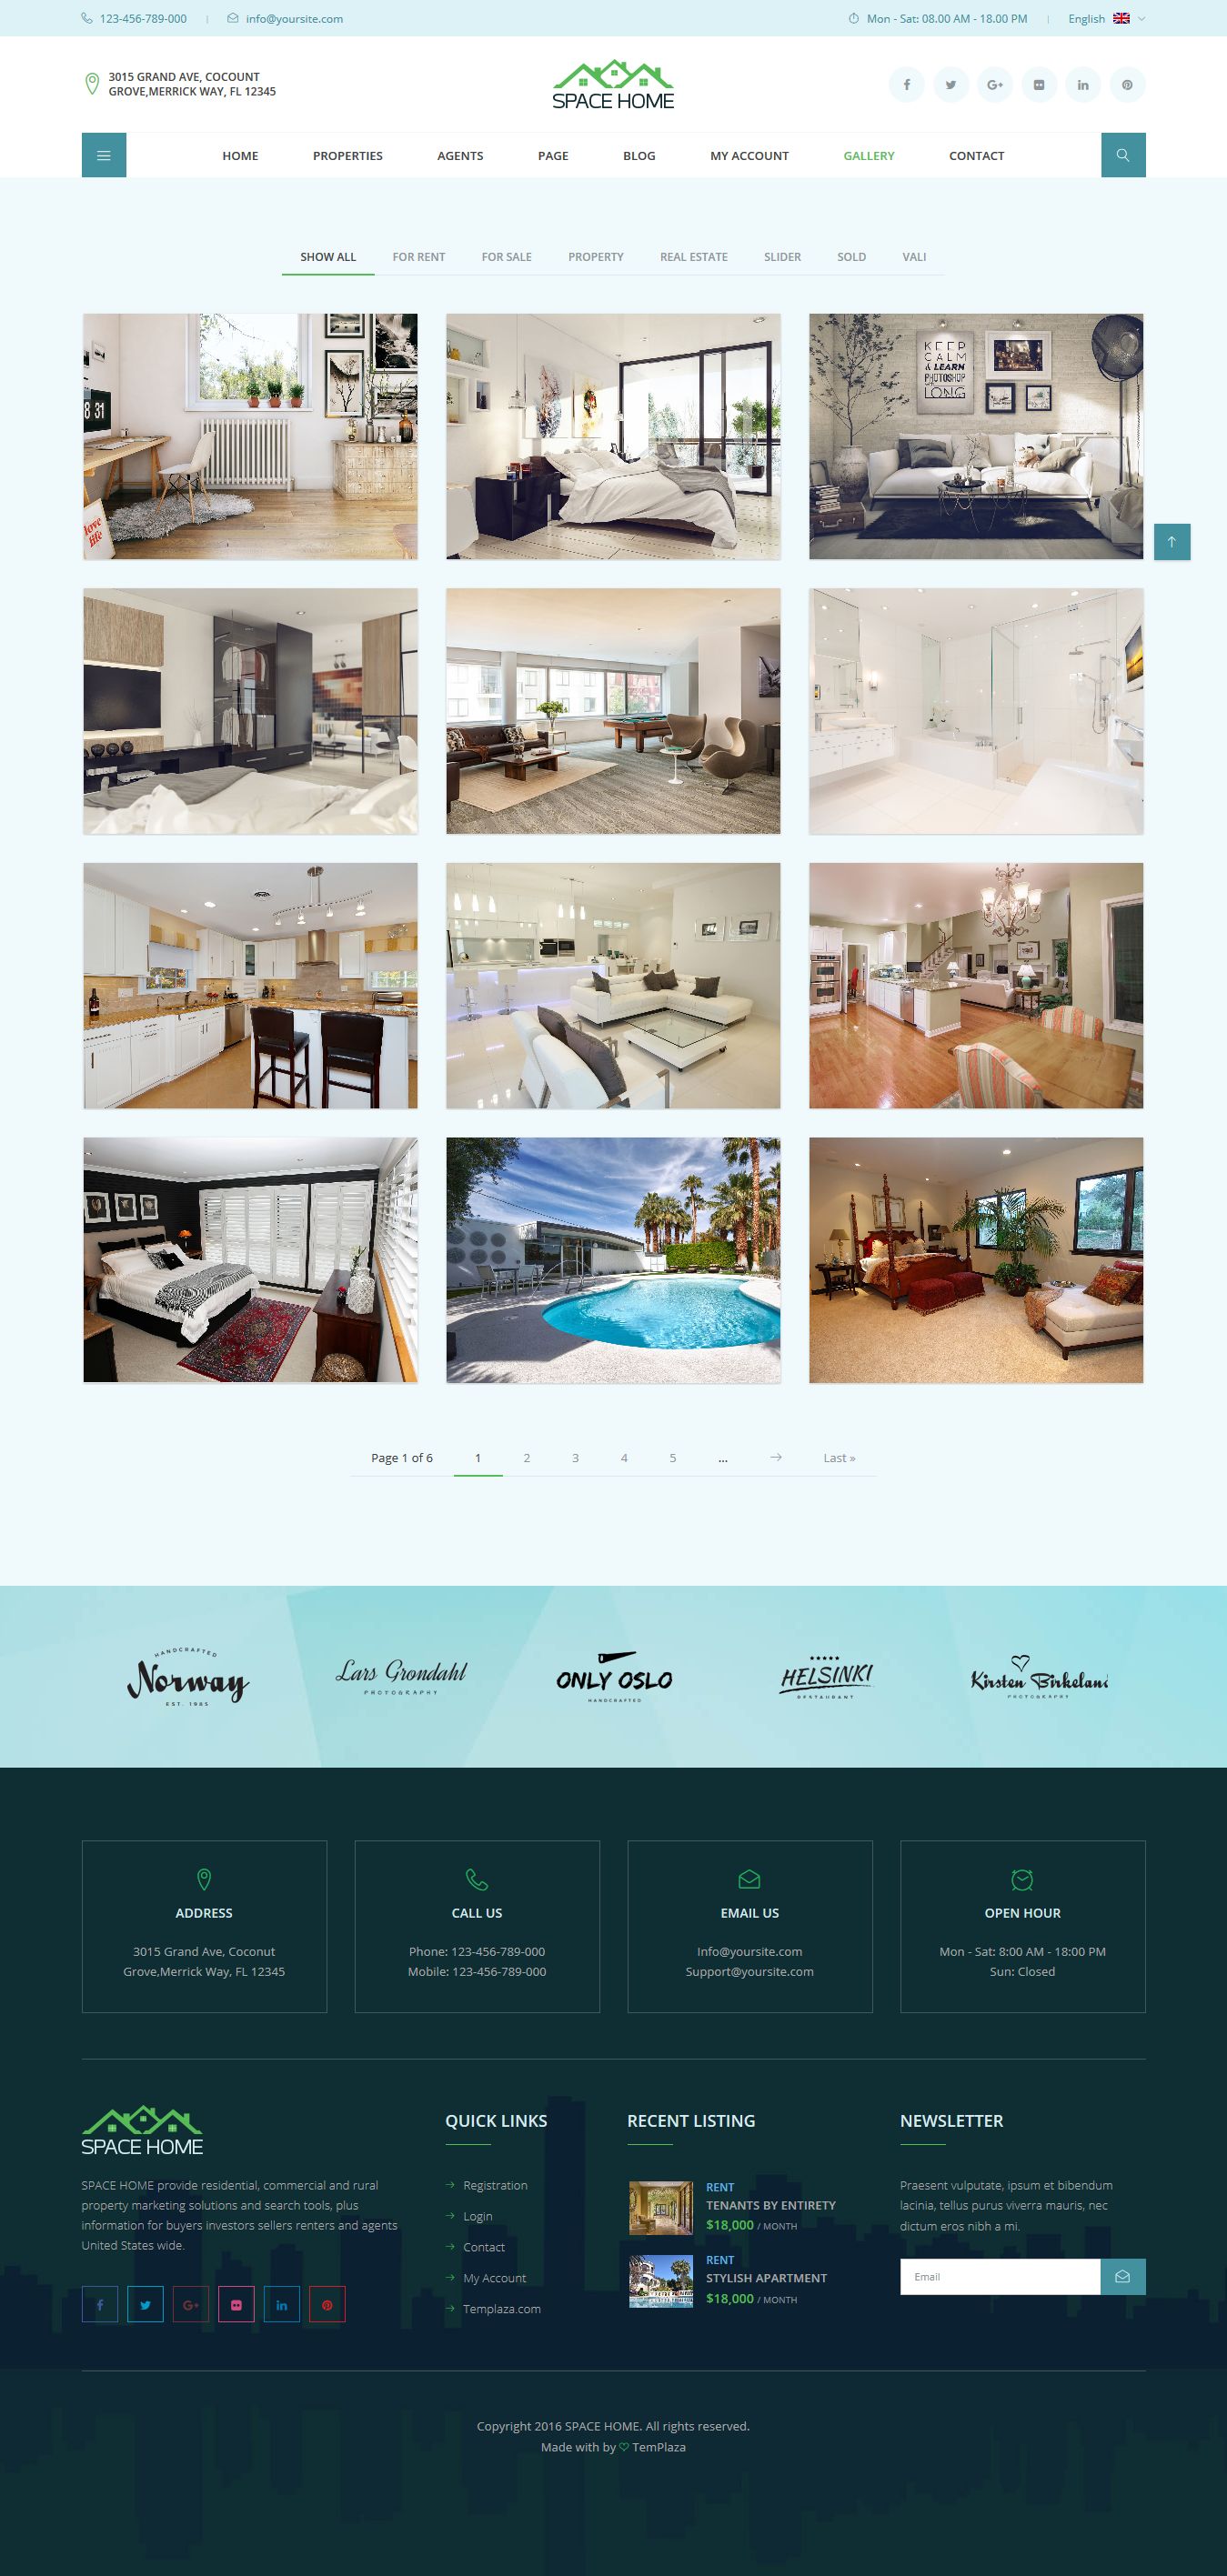 123-456-789-000
info@yoursite.com
Mon - Sat: 08.00 AM - 18.00 PM
English
3015 GRAND AVE, COCOUNT
GROVE,MERRICK WAY, FL 12345
SPACE HOME
HOME PROPERTIES AGENTS PAGE BLOG MY ACCOUNT GALLERY CONTACT
SHOW ALL FOR RENT FOR SALE PROPERTY REAL ESTATE SLIDER SOLD VALI
8 31
love
life
KEEP
CALM
& LEARN
PHOTOSHOP
LONG
Page 1 of 6 1 2 3 4 5 ... → Last »
HANDCRAFTED
Norway
EST. 1985
Lars Grondahl
PHOTOGRAPHY
ONLY OSLO
HANDCRAFTED
HELSINKI
RESTAURANT
Kirsten Birkeland
PHOTOGRAPHY
ADDRESS
3015 Grand Ave, Coconut
Grove,Merrick Way, FL 12345
CALL US
Phone: 123-456-789-000
Mobile: 123-456-789-000
EMAIL US
Info@yoursite.com
Support@yoursite.com
OPEN HOUR
Mon - Sat: 8:00 AM - 18:00 PM
Sun: Closed
SPACE HOME
SPACE HOME provide residential, commercial and rural
property marketing solutions and search tools, plus
information for buyers investors sellers renters and agents
United States wide.
QUICK LINKS
Registration
Login
Contact
My Account
Templaza.com
RECENT LISTING
RENT
TENANTS BY ENTIRETY
$18,000 / MONTH
RENT
STYLISH APARTMENT
$18,000 / MONTH
NEWSLETTER
Praesent vulputate, ipsum et bibendum
lacinia, tellus purus viverra mauris, nec
dictum eros nibh a mi.
Email
Copyright 2016 SPACE HOME. All rights reserved.
Made with by ♡ TemPlaza